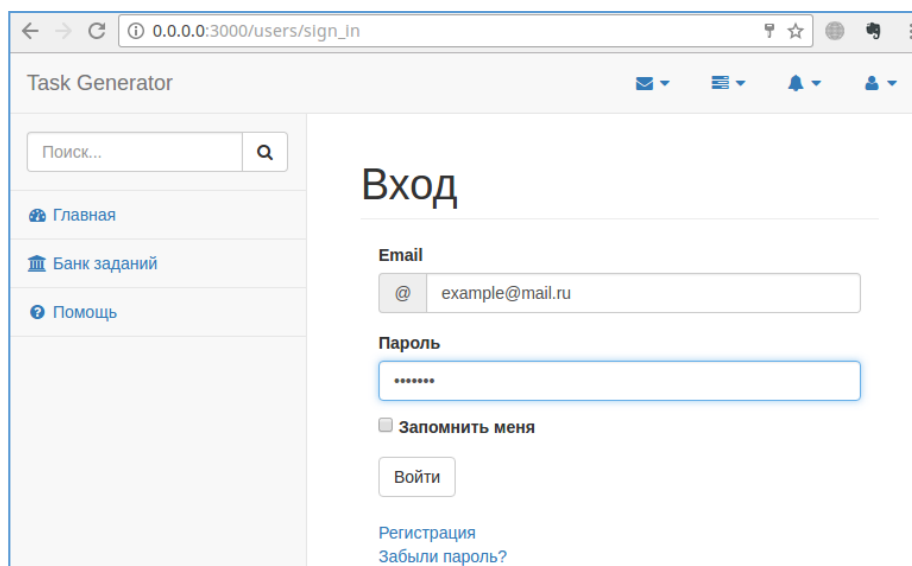 0.0.0.0:3000/users/sign_in
Task Generator
Поиск...
Главная
Банк заданий
Помощь
Вход
Email
@ example@mail.ru
Пароль
•••••••
Запомнить меня
Войти
Регистрация
Забыли пароль?